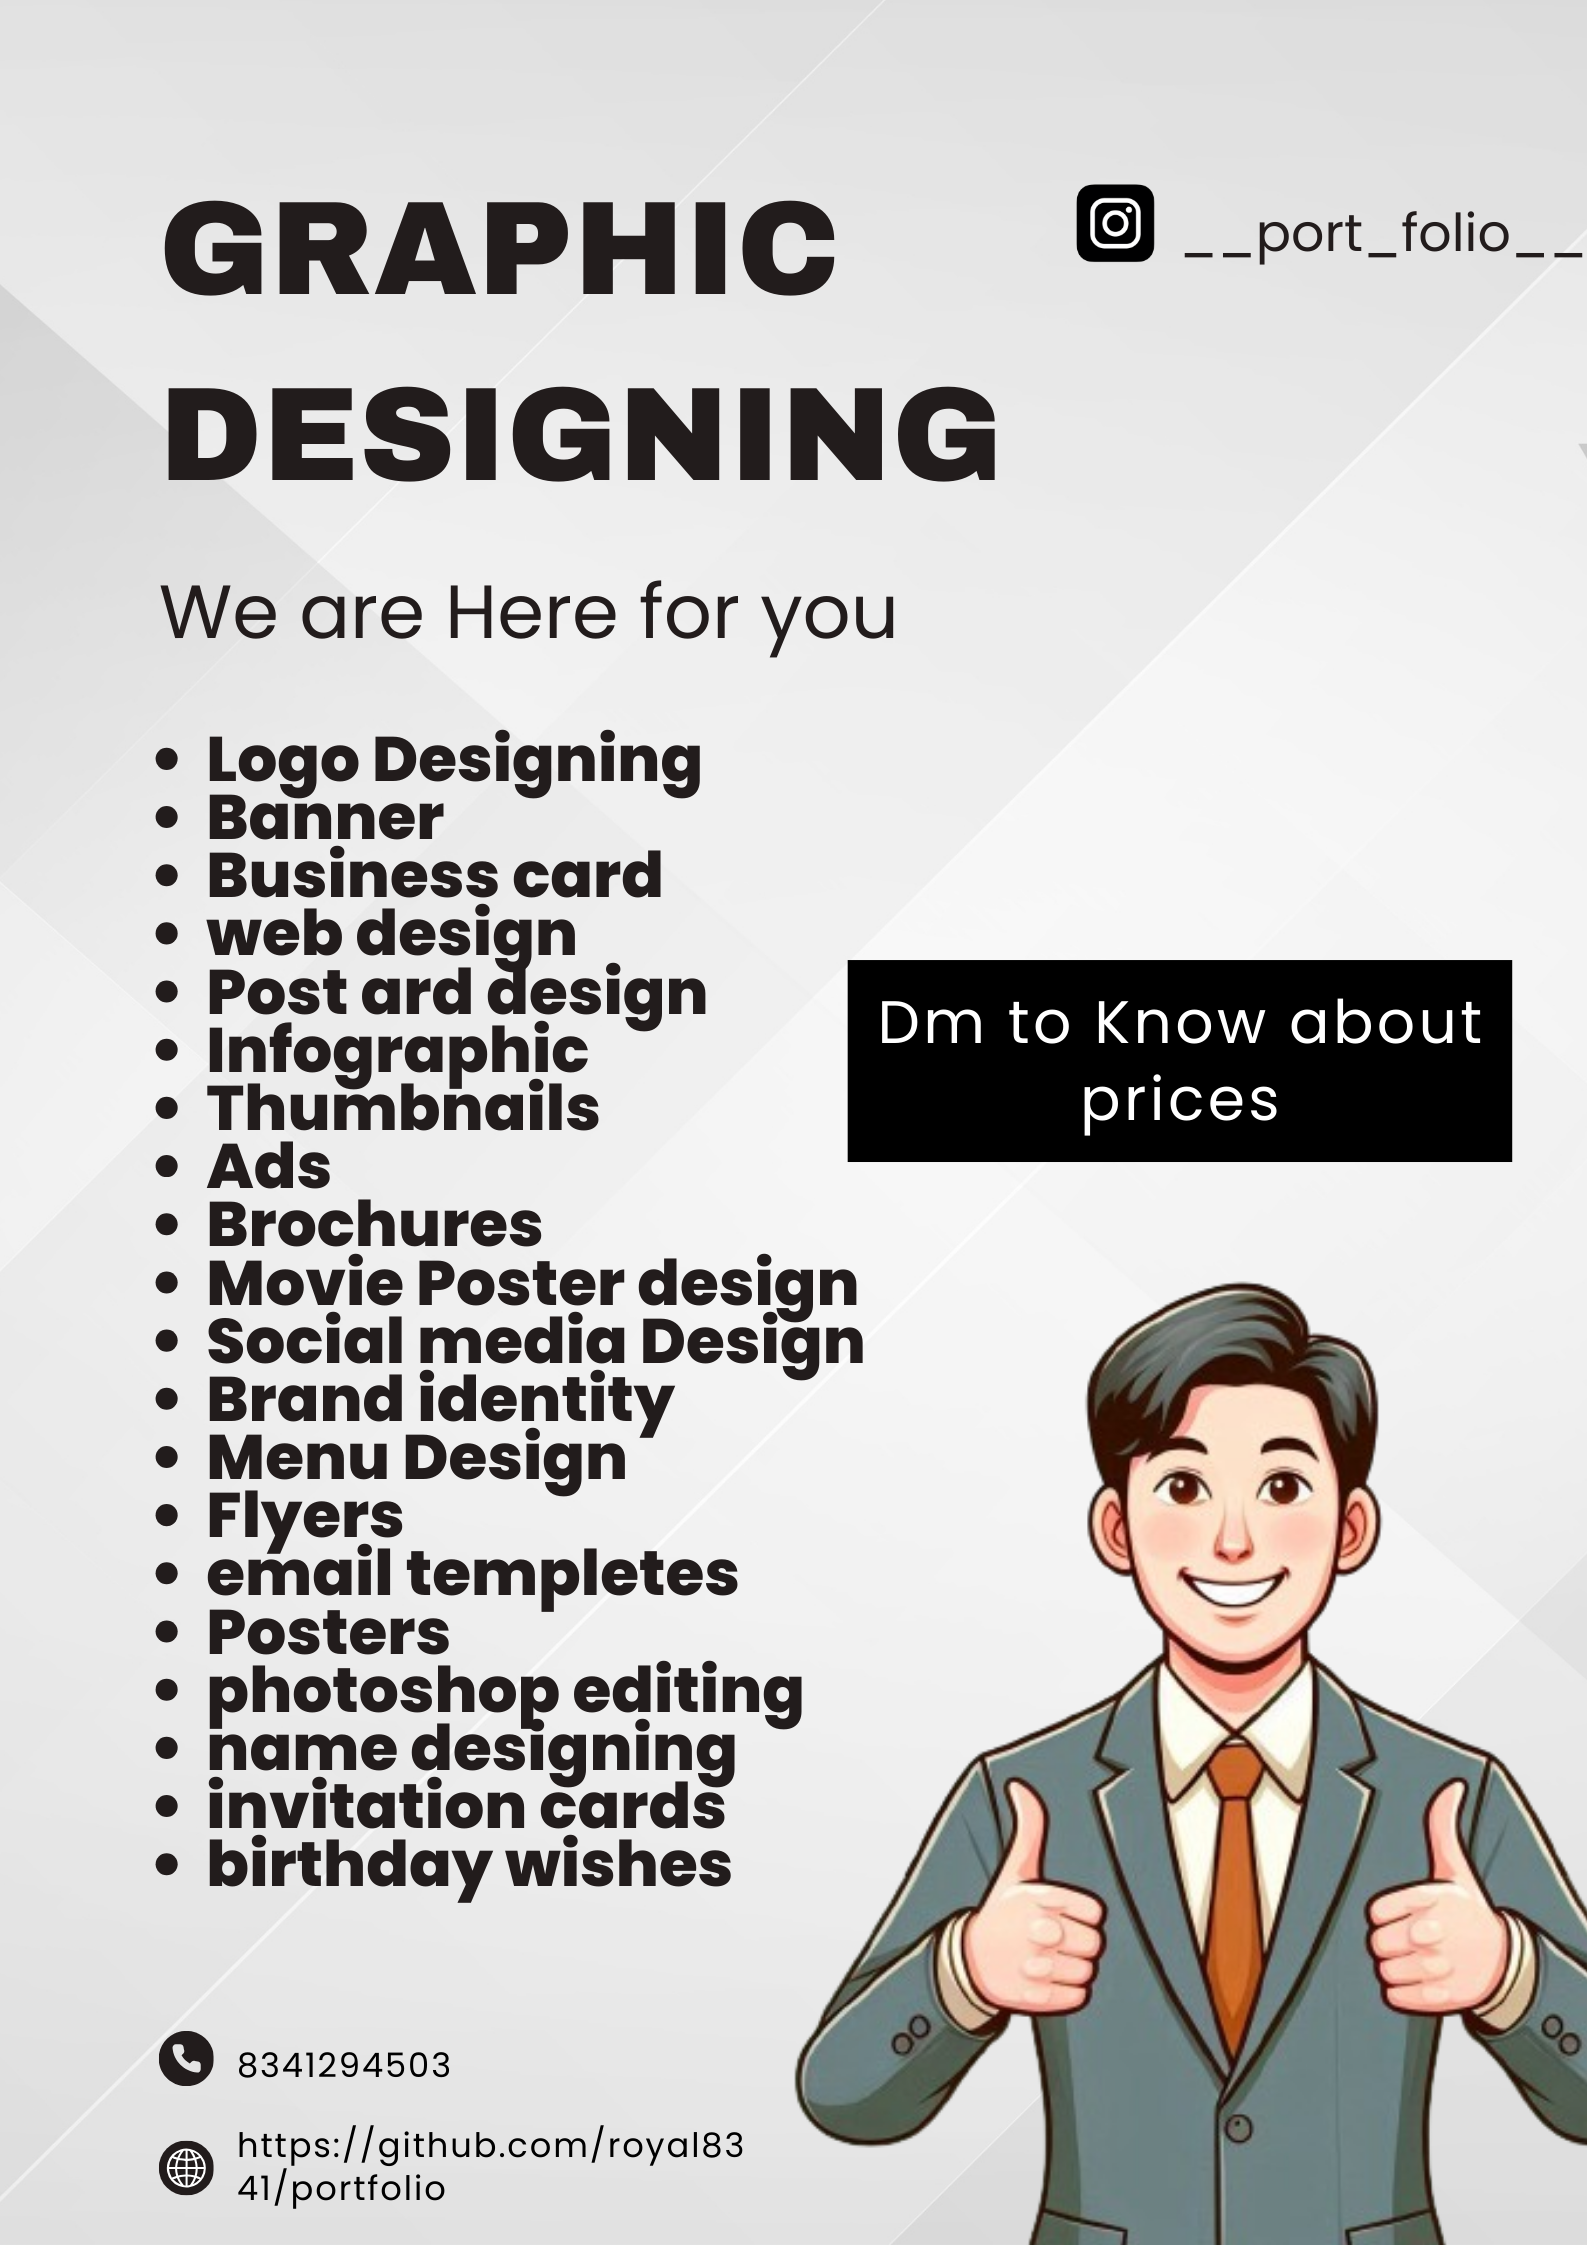 GRAPHIC
DESIGNING
__port_folio__
We are Here for you
• Logo Designing
• Banner
• Business card
• web design
• Post ard design
• Infographic
• Thumbnails
• Ads
• Brochures
• Movie Poster design
• Social media Design
• Brand identity
• Menu Design
• Flyers
• email templetes
• Posters
• photoshop editing
• name designing
• invitation cards
• birthday wishes
Dm to Know about
prices
8341294503
https://github.com/royal83
41/portfolio